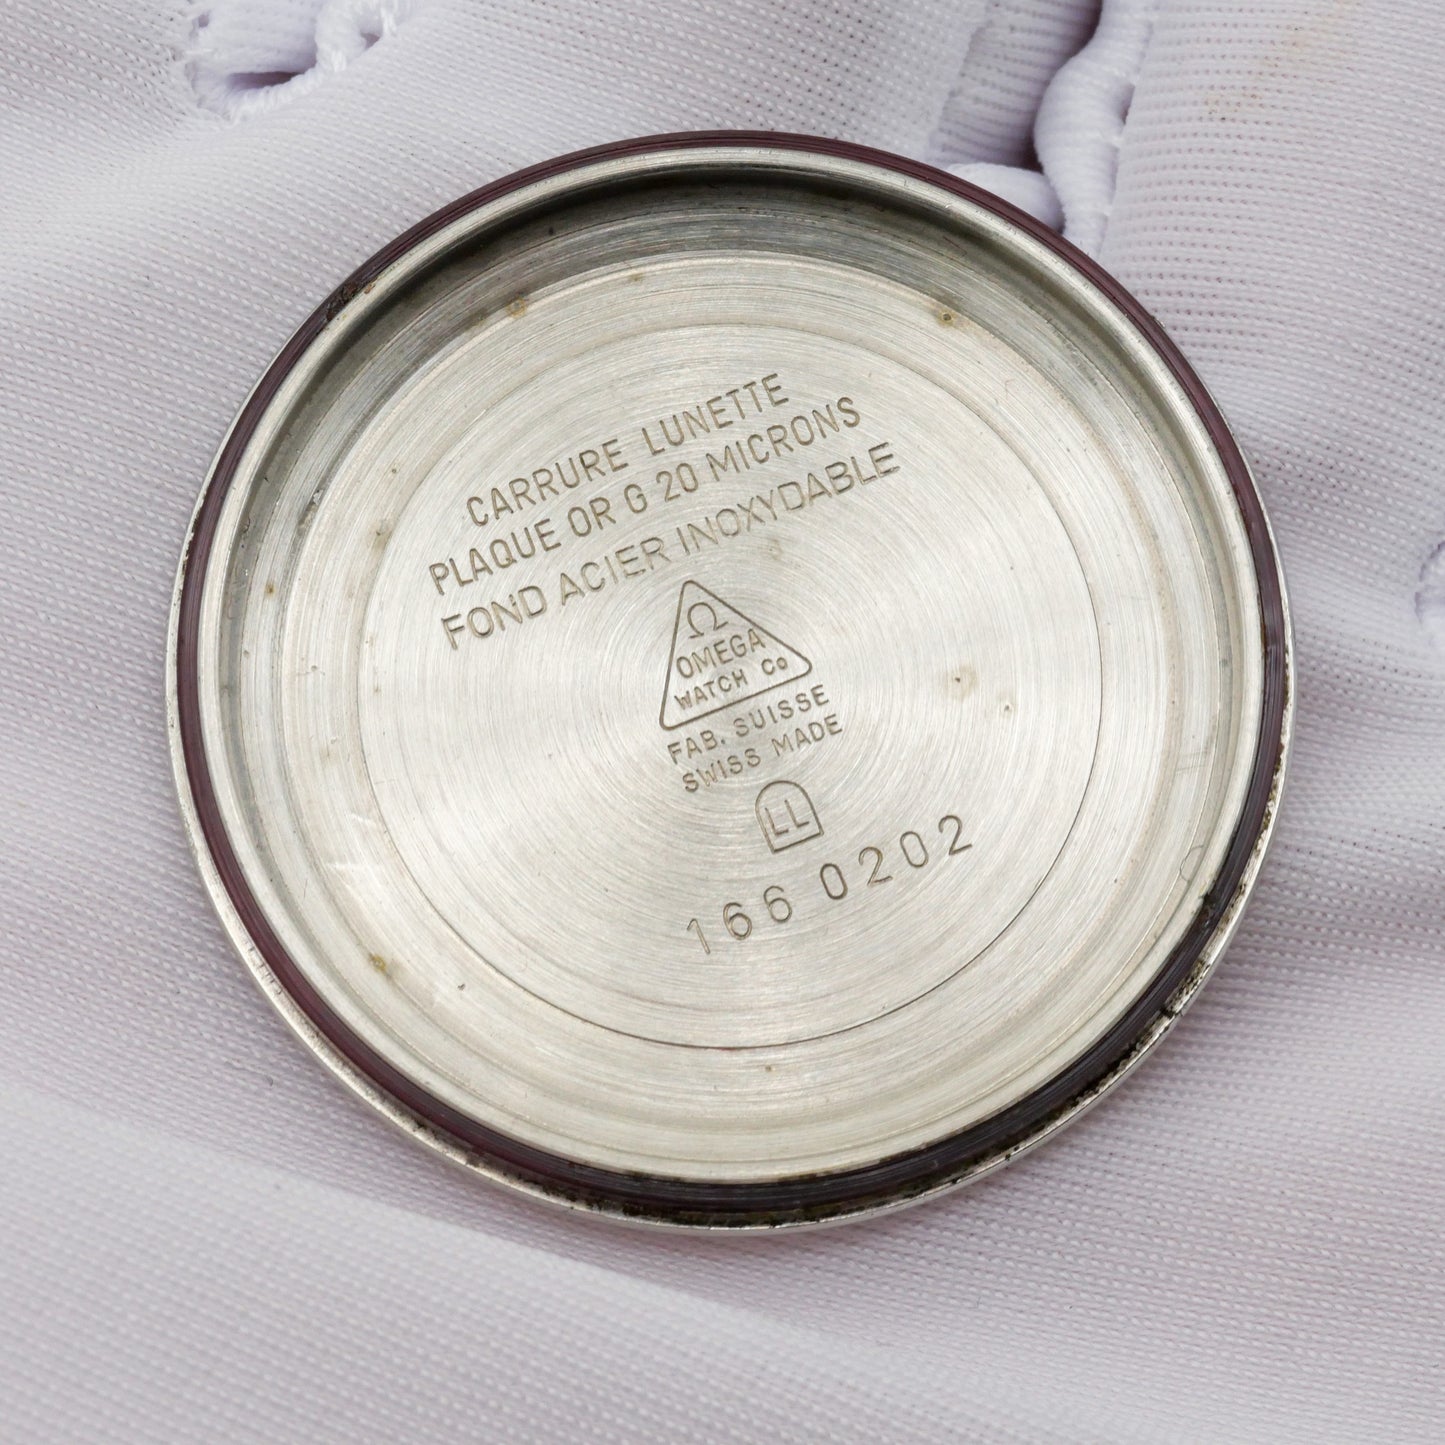 CARRURE LUNETTE
PLAQUE OR G 20 MICRONS
FOND ACIER INOXYDABLE
Ω
OMEGA
WATCH Co
FAB. SUISSE
SWISS MADE
LL
166 0202